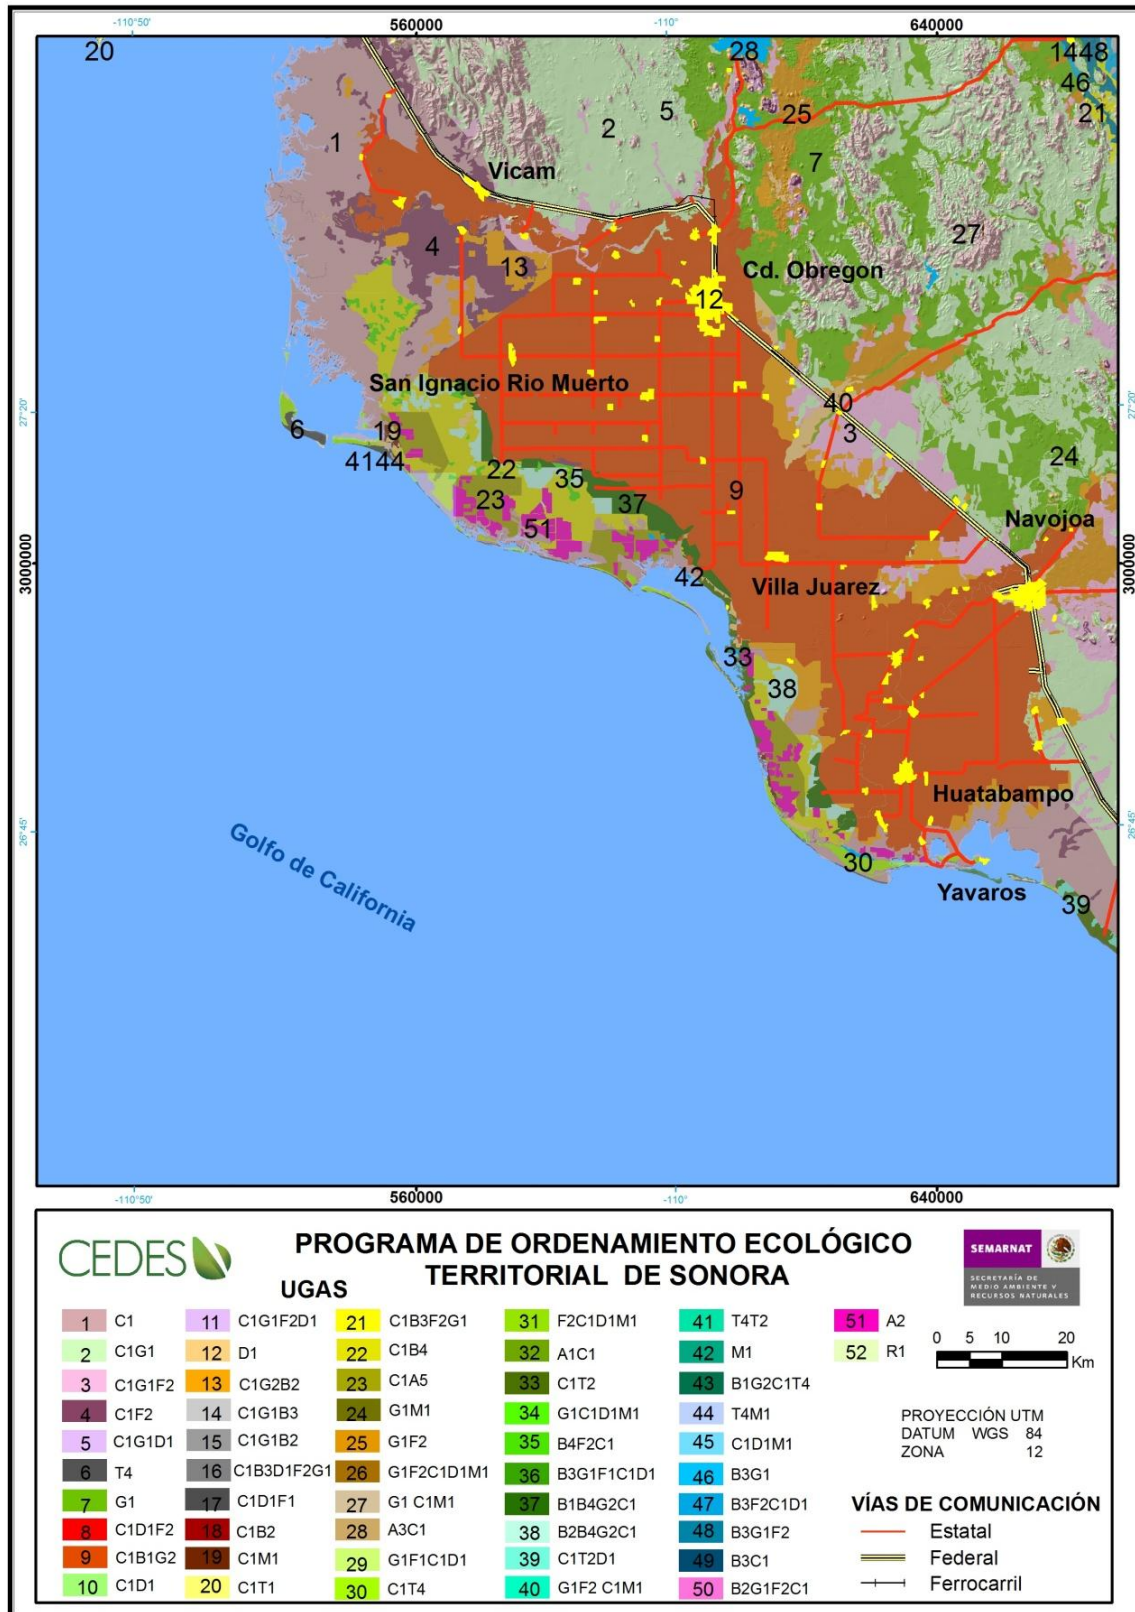 -110°50'
560000
-110°
640000
20
28
1448
46
5
25
21
2
1
7
Vicam
4
27
13
Cd. Obregon
12
San Ignacio Rio Muerto
27°20'
27°20'
40
6
19
3
4144
22
24
35
23
9
37
51
Navojoa
3000000
3000000
42
Villa Juarez
33
38
Huatabampo
26°45'
26°45'
Golfo de California
30
Yavaros
39
-110°50'
560000
-110°
640000
CEDES
PROGRAMA DE ORDENAMIENTO ECOLÓGICO
TERRITORIAL DE SONORA
UGAS
SEMARNAT
SECRETARÍA DE
MEDIO AMBIENTE Y
RECURSOS NATURALES
1 C1
2 C1G1
3 C1G1F2
4 C1F2
5 C1G1D1
6 T4
7 G1
8 C1D1F2
9 C1B1G2
10 C1D1
11 C1G1F2D1
12 D1
13 C1G2B2
14 C1G1B3
15 C1G1B2
16 C1B3D1F2G1
17 C1D1F1
18 C1B2
19 C1M1
20 C1T1
21 C1B3F2G1
22 C1B4
23 C1A5
24 G1M1
25 G1F2
26 G1F2C1D1M1
27 G1 C1M1
28 A3C1
29 G1F1C1D1
30 C1T4
31 F2C1D1M1
32 A1C1
33 C1T2
34 G1C1D1M1
35 B4F2C1
36 B3G1F1C1D1
37 B1B4G2C1
38 B2B4G2C1
39 C1T2D1
40 G1F2 C1M1
41 T4T2
42 M1
43 B1G2C1T4
44 T4M1
45 C1D1M1
46 B3G1
47 B3F2C1D1
48 B3G1F2
49 B3C1
50 B2G1F2C1
51 A2
52 R1
0 5 10 20
Km
PROYECCIÓN UTM
DATUM WGS 84
ZONA 12
VÍAS DE COMUNICACIÓN
Estatal
Federal
Ferrocarril